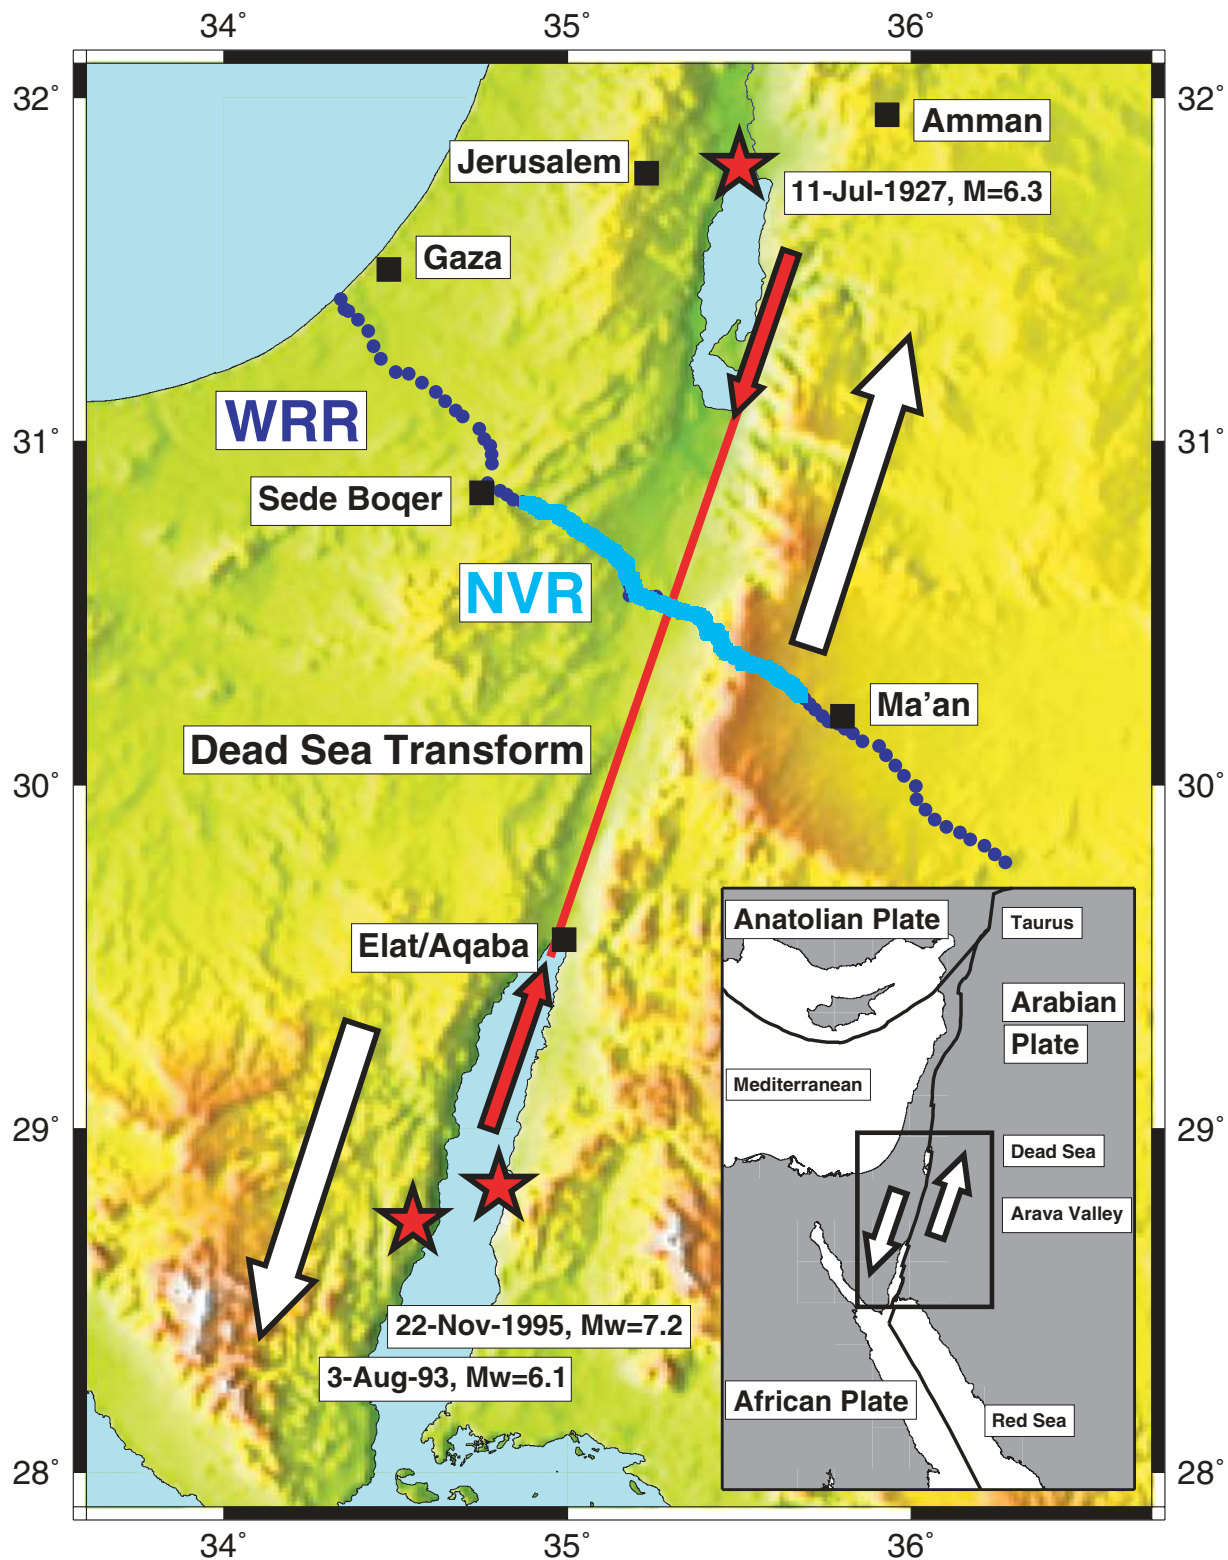 34° 35° 36°
32° 32°
Amman
Jerusalem
11-Jul-1927, M=6.3
Gaza
WRR
31° 31°
Sede Boqer
NVR
Ma'an
Dead Sea Transform
30° 30°
Elat/Aqaba
Anatolian Plate
Taurus
Arabian
Plate
Mediterranean
29° 29°
Dead Sea
Arava Valley
22-Nov-1995, Mw=7.2
3-Aug-93, Mw=6.1
African Plate
Red Sea
28° 28°
34° 35° 36°